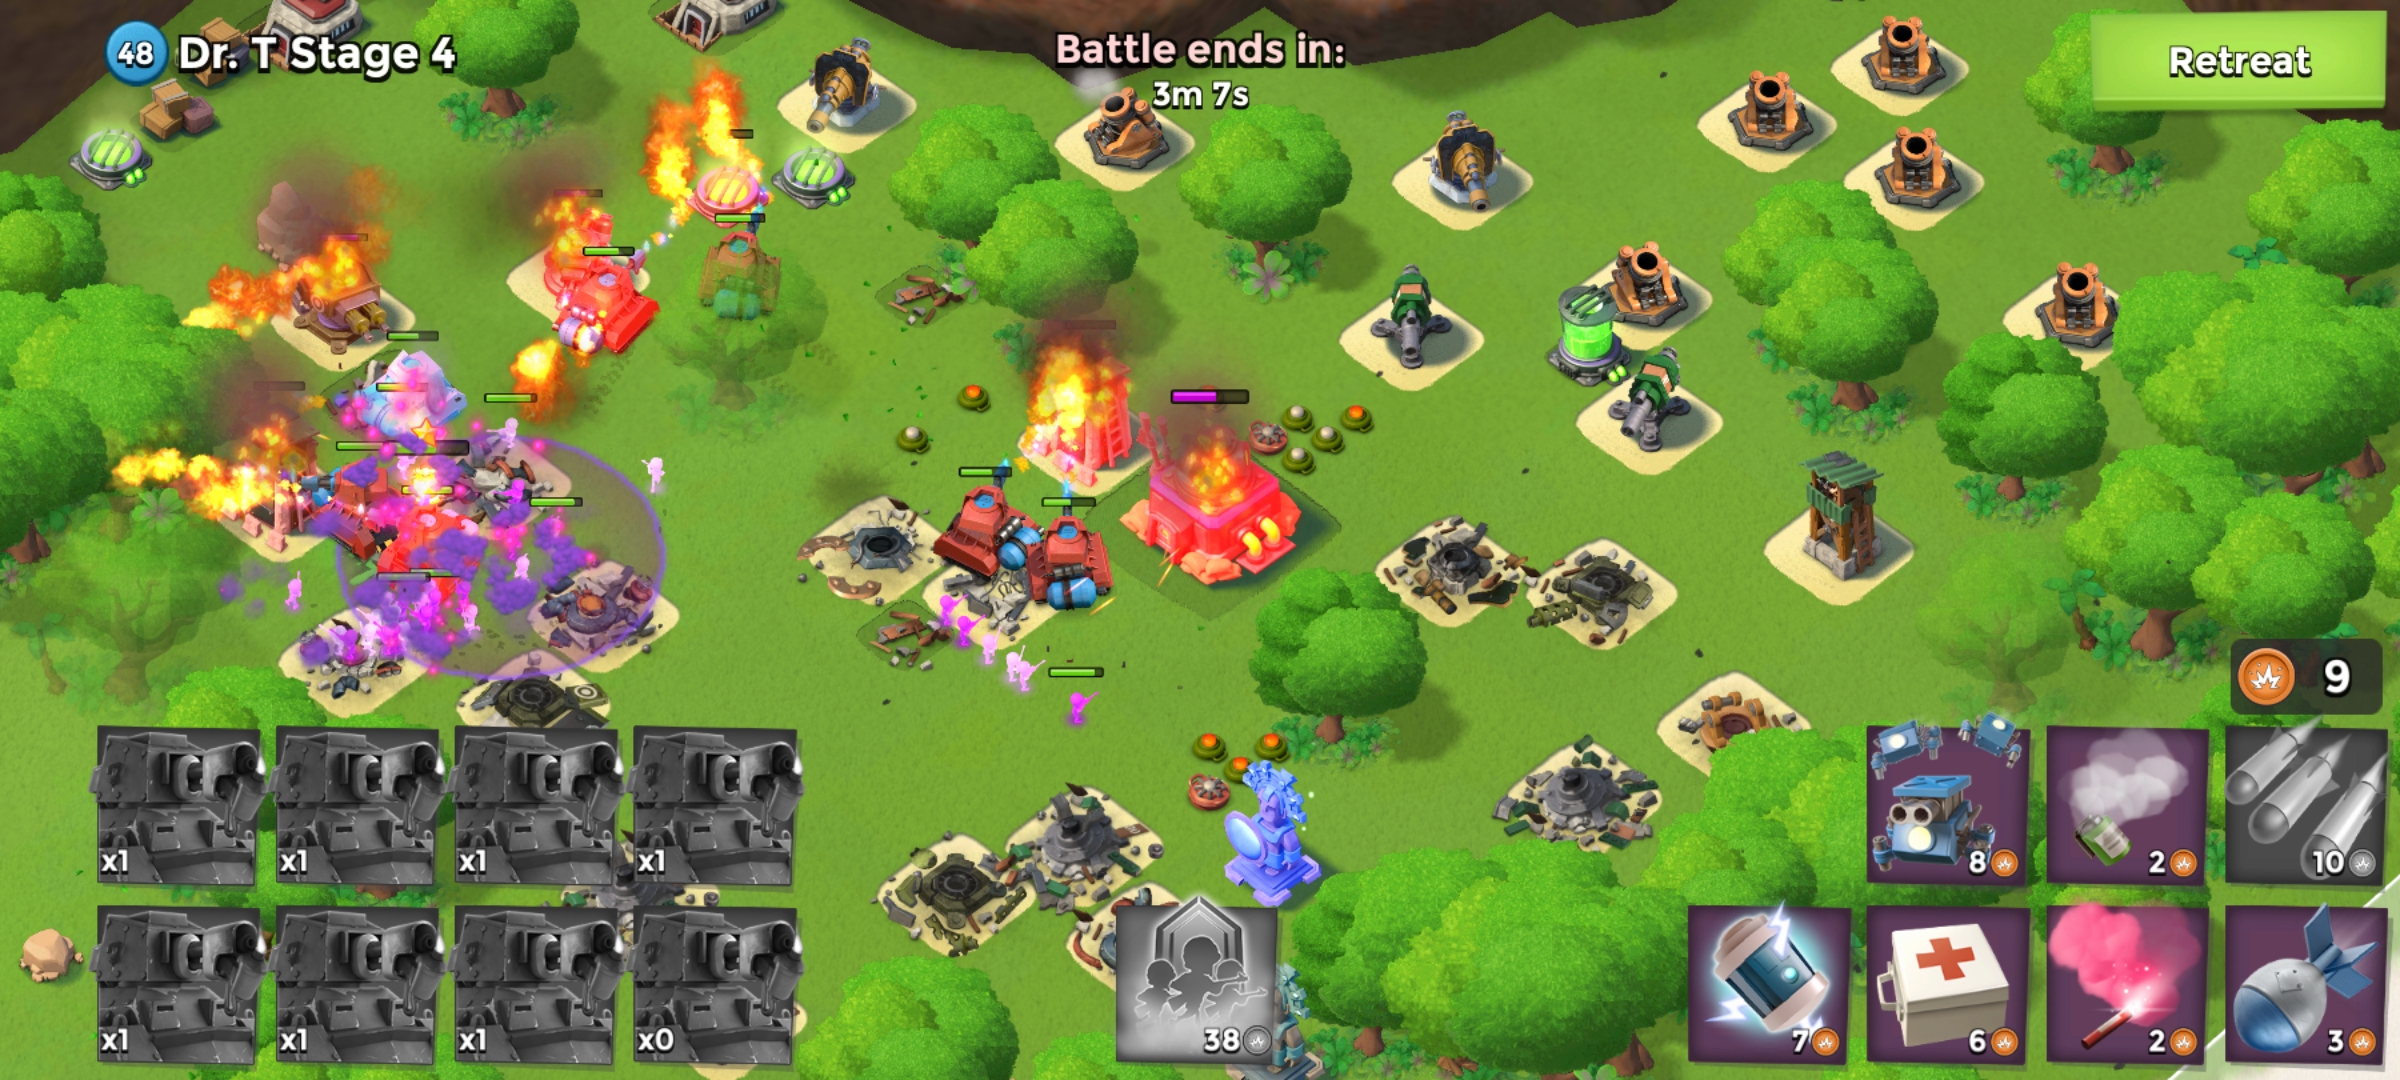 48 Dr. T Stage 4
Battle ends in:
3m 7s
Retreat
9
x1
x1
x1
x1
8
2
10
x1
x1
x1
x0
38
7
6
2
3